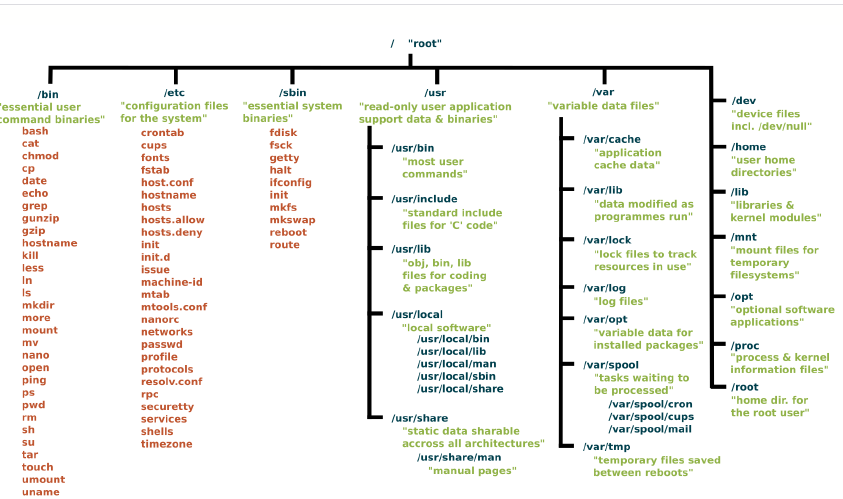 / "root"
/bin
"essential user
command binaries"
bash
cat
chmod
cp
date
echo
grep
gunzip
gzip
hostname
kill
less
ln
ls
mkdir
more
mount
mv
nano
open
ping
ps
pwd
rm
sh
su
tar
touch
umount
uname
/etc
"configuration files
for the system"
crontab
cups
fonts
fstab
host.conf
hostname
hosts
hosts.allow
hosts.deny
init
init.d
issue
machine-id
mtab
mtools.conf
nanorc
networks
passwd
profile
protocols
resolv.conf
rpc
securetty
services
shells
timezone
/sbin
"essential system
binaries"
fdisk
fsck
getty
halt
ifconfig
init
mkfs
mkswap
reboot
route
/usr
"read-only user application
support data & binaries"
/usr/bin
"most user
commands"
/usr/include
"standard include
files for 'C' code"
/usr/lib
"obj, bin, lib
files for coding
& packages"
/usr/local
"local software"
/usr/local/bin
/usr/local/lib
/usr/local/man
/usr/local/sbin
/usr/local/share
/usr/share
"static data sharable
accross all architectures"
/usr/share/man
"manual pages"
/var
"variable data files"
/var/cache
"application
cache data"
/var/lib
"data modified as
programmes run"
/var/lock
"lock files to track
resources in use"
/var/log
"log files"
/var/opt
"variable data for
installed packages"
/var/spool
"tasks waiting to
be processed"
/var/spool/cron
/var/spool/cups
/var/spool/mail
/var/tmp
"temporary files saved
between reboots"
/dev
"device files
incl. /dev/null"
/home
"user home
directories"
/lib
"libraries &
kernel modules"
/mnt
"mount files for
temporary
filesystems"
/opt
"optional software
applications"
/proc
"process & kernel
information files"
/root
"home dir. for
the root user"